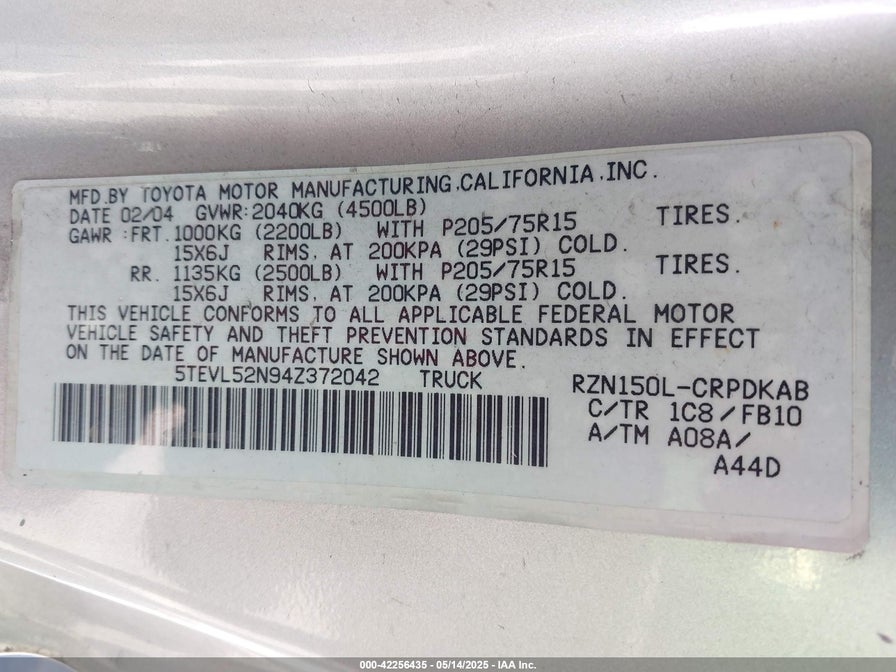 MFD.BY TOYOTA MOTOR MANUFACTURING.CALIFORNIA.INC.
DATE 02/04 GVWR:2040KG (4500LB)
GAWR :FRT.1000KG (2200LB) WITH P205/75R15 TIRES.
15X6J RIMS, AT 200KPA (29PSI) COLD.
RR. 1135KG (2500LB) WITH P205/75R15 TIRES.
15X6J RIMS, AT 200KPA (29PSI) COLD.
THIS VEHICLE CONFORMS TO ALL APPLICABLE FEDERAL MOTOR
VEHICLE SAFETY AND THEFT PREVENTION STANDARDS IN EFFECT
ON THE DATE OF MANUFACTURE SHOWN ABOVE.
5TEVL52N94Z372042 TRUCK RZN150L-CRPDKAB
C/TR 1C8/FB10
A/TM A08A/
A44D
000-42256435 - 05/14/2025 - IAA Inc.